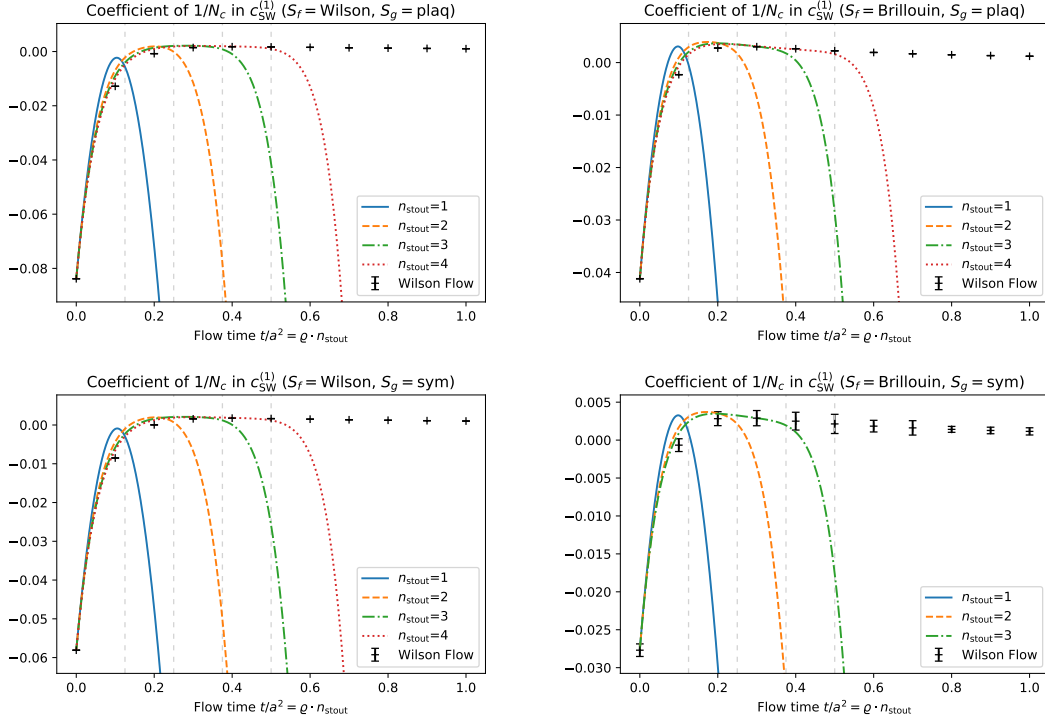 Coefficient of 1/N_c in c_SW^(1) (S_f = Wilson, S_g = plaq)
0.00
−0.02
−0.04
−0.06
−0.08
n_stout=1
n_stout=2
n_stout=3
n_stout=4
Wilson Flow
0.0 0.2 0.4 0.6 0.8 1.0
Flow time t/a² = ϱ · n_stout
Coefficient of 1/N_c in c_SW^(1) (S_f = Brillouin, S_g = plaq)
0.00
−0.01
−0.02
−0.03
−0.04
n_stout=1
n_stout=2
n_stout=3
n_stout=4
Wilson Flow
0.0 0.2 0.4 0.6 0.8 1.0
Flow time t/a² = ϱ · n_stout
Coefficient of 1/N_c in c_SW^(1) (S_f = Wilson, S_g = sym)
0.00
−0.01
−0.02
−0.03
−0.04
−0.05
−0.06
n_stout=1
n_stout=2
n_stout=3
n_stout=4
Wilson Flow
0.0 0.2 0.4 0.6 0.8 1.0
Flow time t/a² = ϱ · n_stout
Coefficient of 1/N_c in c_SW^(1) (S_f = Brillouin, S_g = sym)
0.005
0.000
−0.005
−0.010
−0.015
−0.020
−0.025
−0.030
n_stout=1
n_stout=2
n_stout=3
Wilson Flow
0.0 0.2 0.4 0.6 0.8 1.0
Flow time t/a² = ϱ · n_stout